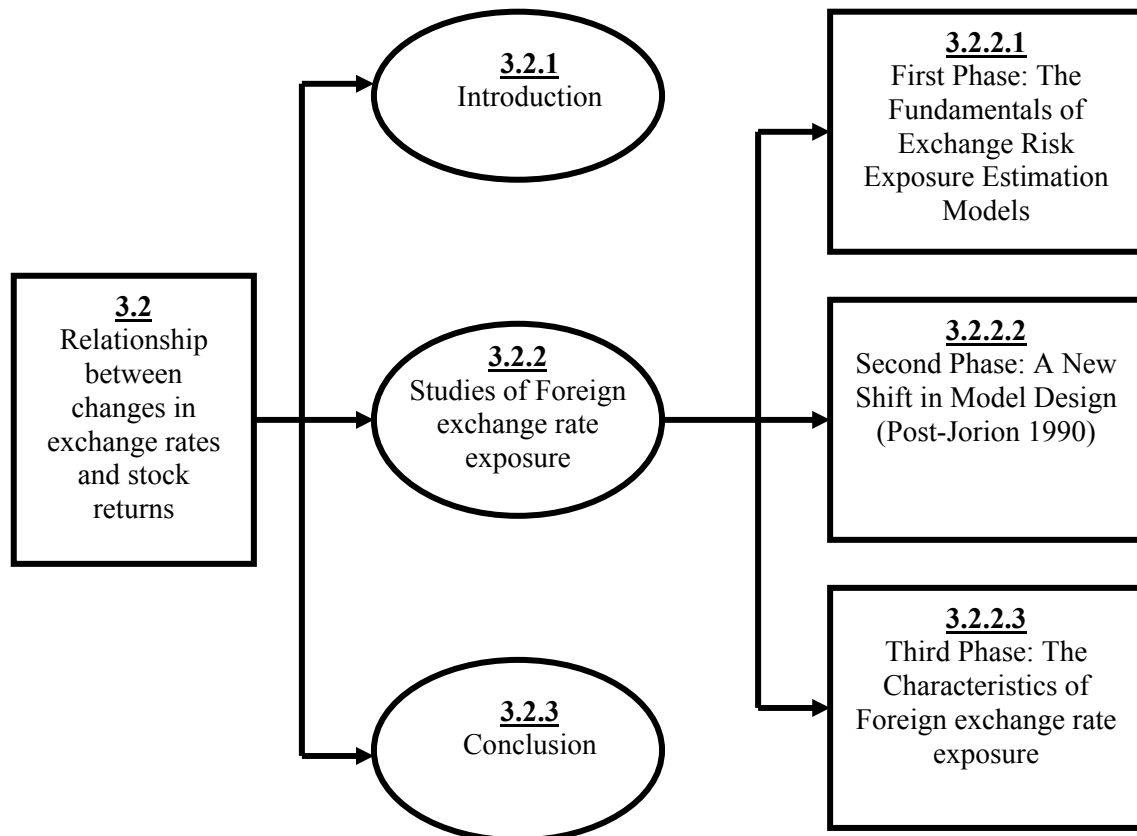 3.2
Relationship
between
changes in
exchange rates
and stock
returns
3.2.1
Introduction
3.2.2
Studies of Foreign
exchange rate
exposure
3.2.3
Conclusion
3.2.2.1
First Phase: The
Fundamentals of
Exchange Risk
Exposure Estimation
Models
3.2.2.2
Second Phase: A New
Shift in Model Design
(Post-Jorion 1990)
3.2.2.3
Third Phase: The
Characteristics of
Foreign exchange rate
exposure